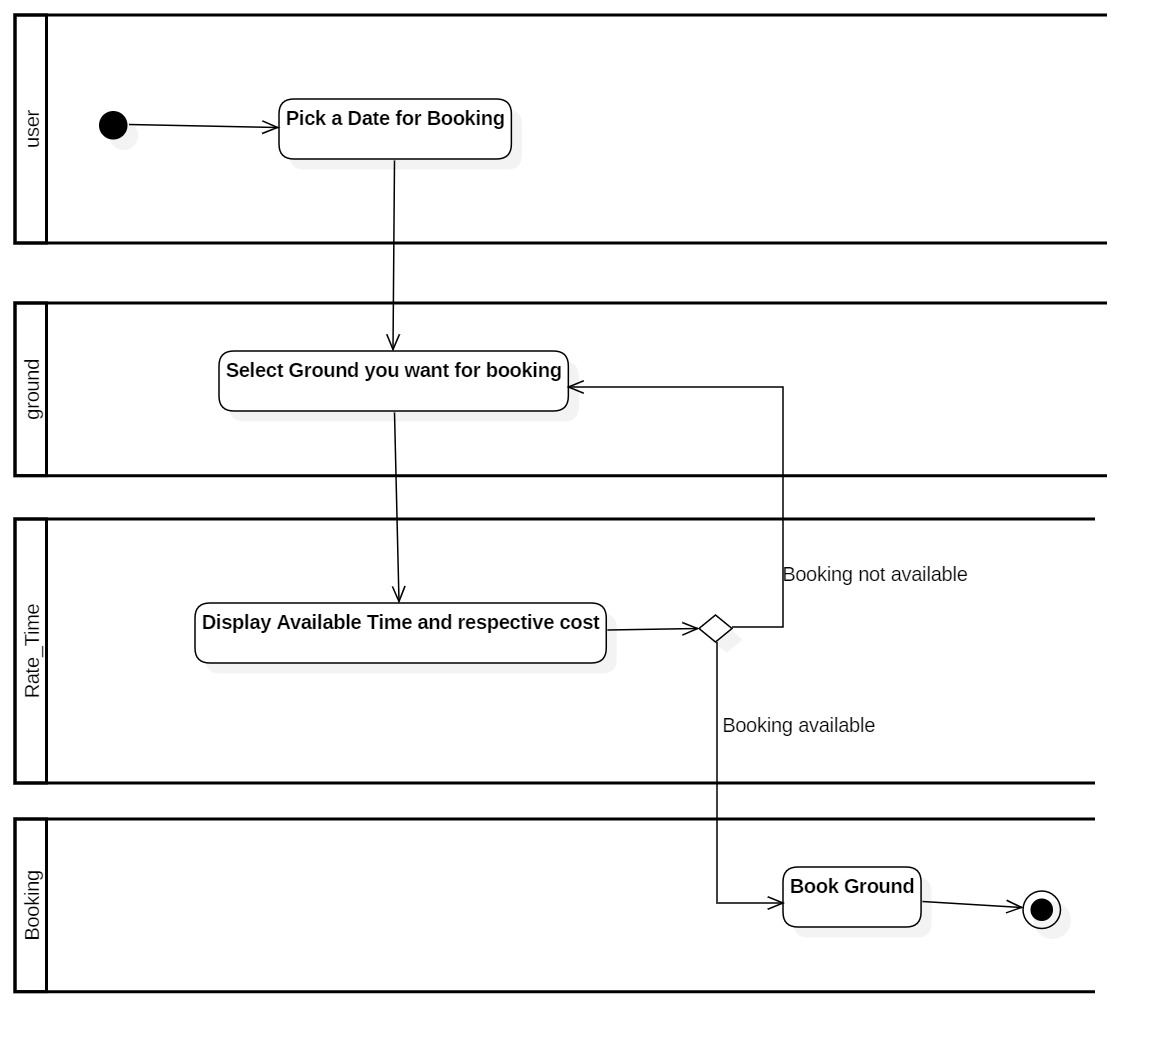 user
Pick a Date for Booking
ground
Select Ground you want for booking
Rate_Time
Booking not available
Display Available Time and respective cost
Booking available
Booking
Book Ground